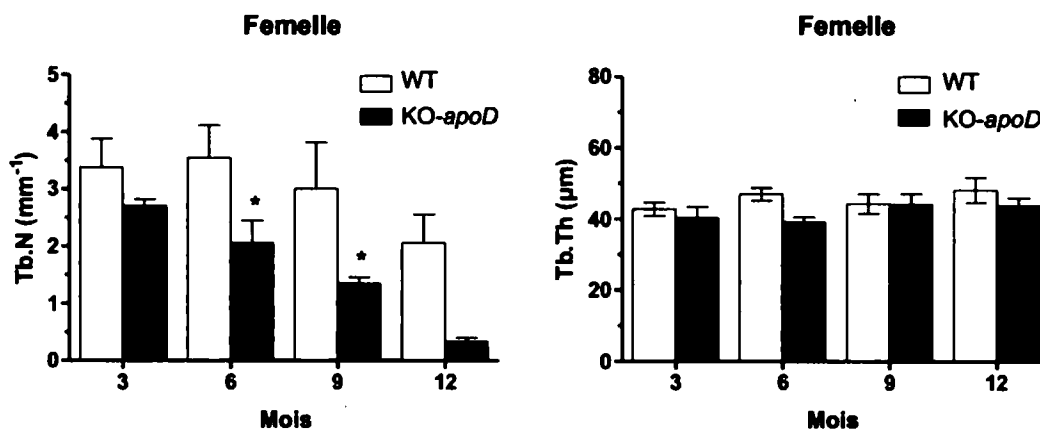 Femelle
5
4
3
2
1
0
Tb.N (mm⁻¹)
WT
KO-apoD
*
*
3
6
9
12
Mois
Femelle
80
60
40
20
0
Tb.Th (µm)
WT
KO-apoD
3
6
9
12
Mois